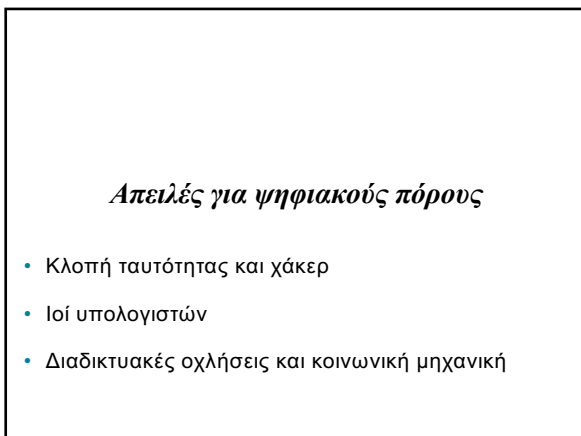 Απειλές για ψηφιακούς πόρους
• Κλοπή ταυτότητας και χάκερ
• Ιοί υπολογιστών
• Διαδικτυακές οχλήσεις και κοινωνική μηχανική